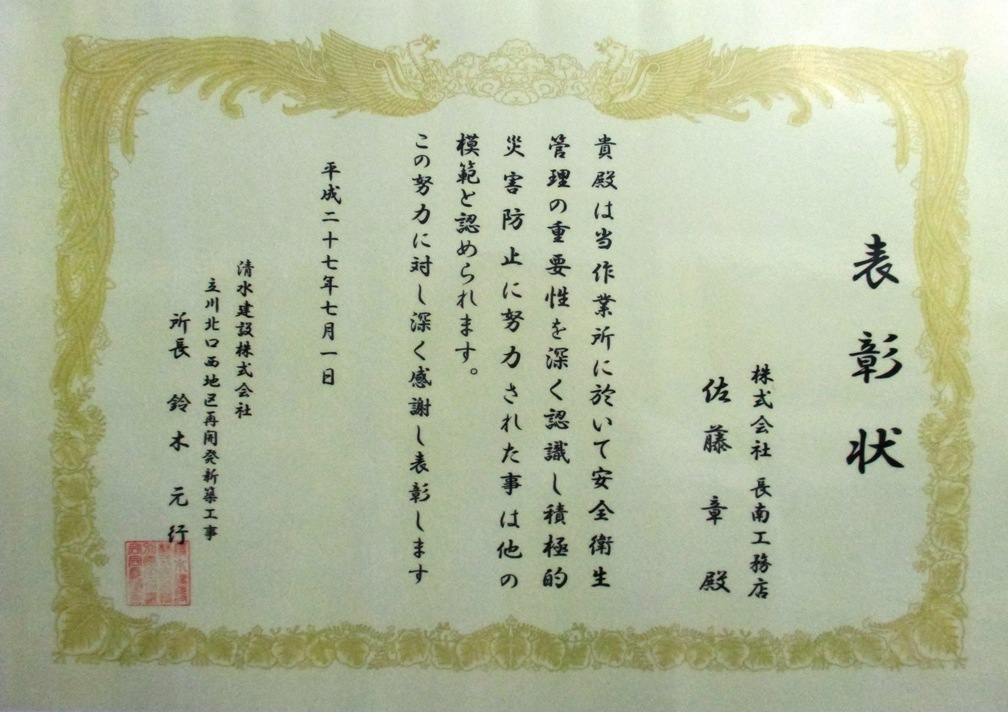 表彰状
株式会社 長南工務店
佐藤 章 殿
貴殿は当作業所に於いて安全衛生
管理の重要性を深く認識し積極的
災害防止に努力された事は他の
模範と認められます。
この努力に対し深く感謝し表彰します
平成二十七年七月一日
清水建設株式会社
立川北口西地区再開発新築工事
所長 鈴木 元行